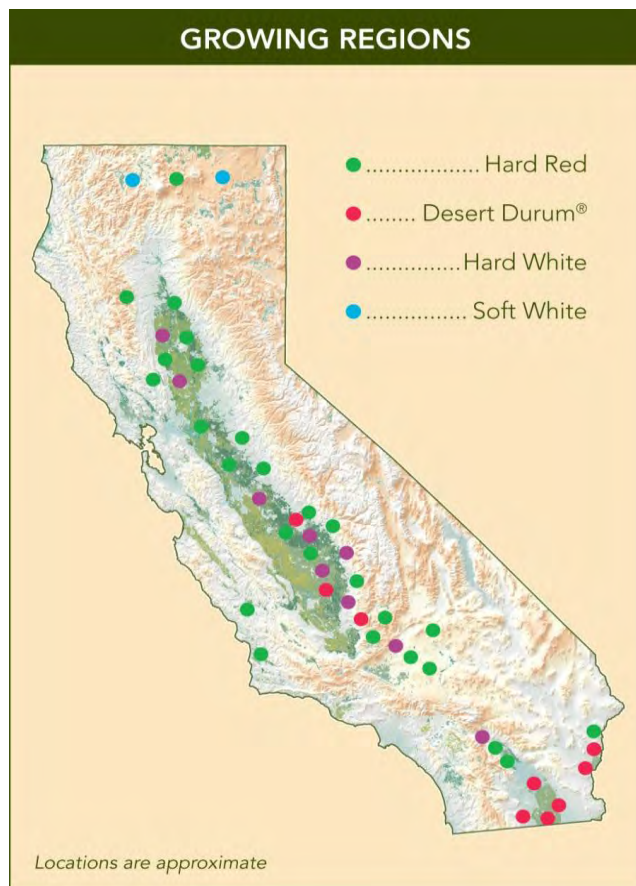 GROWING REGIONS
.................. Hard Red
........ Desert Durum®
...............Hard White
................ Soft White
Locations are approximate